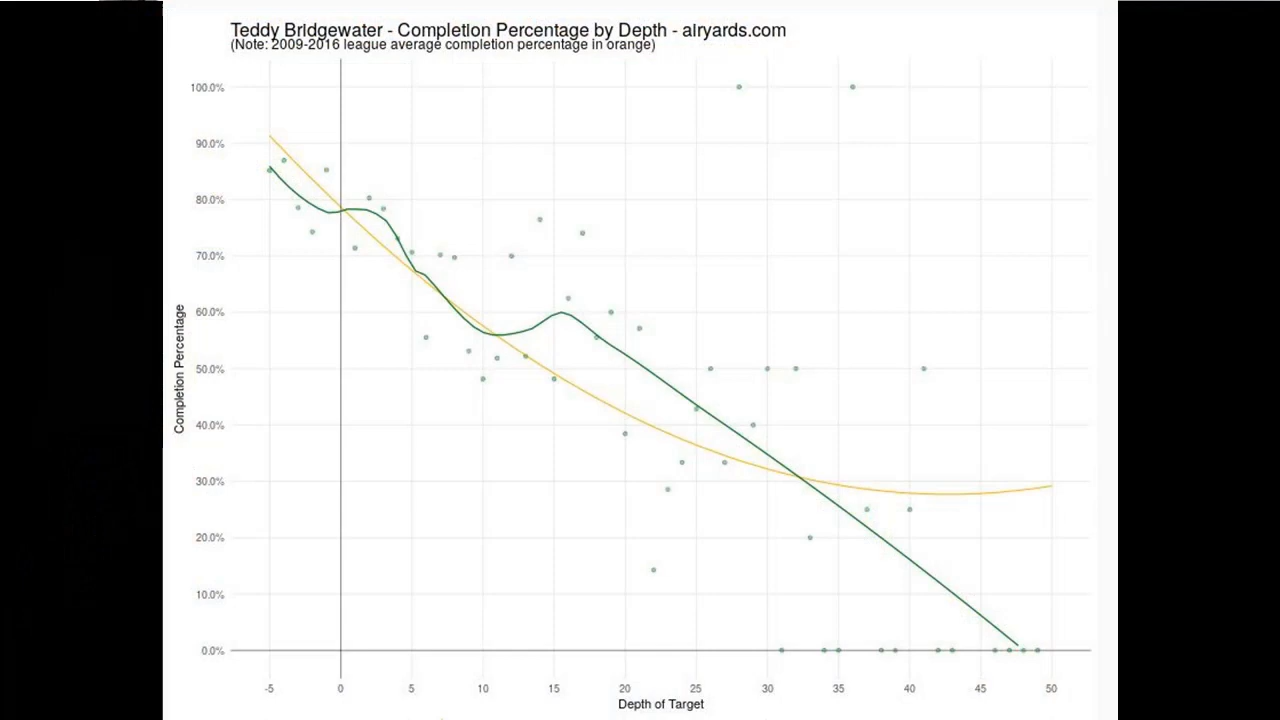 Teddy Bridgewater - Completion Percentage by Depth - airyards.com
(Note: 2009-2016 league average completion percentage in orange)
100.0%
90.0%
80.0%
70.0%
60.0%
50.0%
40.0%
30.0%
20.0%
10.0%
0.0%
Completion Percentage
-5 0 5 10 15 20 25 30 35 40 45 50
Depth of Target